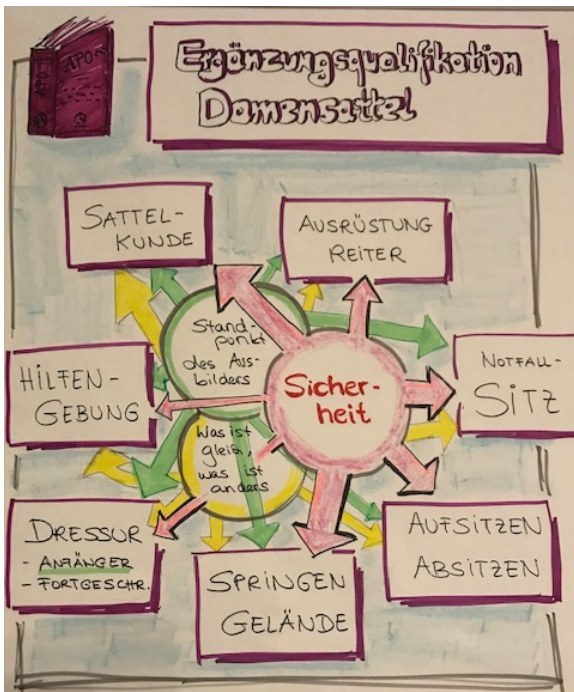 APO
APO
Ergänzungsqualifikation
Damensattel
SATTEL-
KUNDE
AUSRÜSTUNG
REITER
Stand-
punkt
des Aus-
bilders
Sicher-
heit
NOTFALL-
SITZ
HILFEN-
GEBUNG
Was ist
gleich,
was ist
anders
DRESSUR
- ANFÄNGER
- FORTGESCHR.
SPRINGEN
GELÄNDE
AUFSITZEN
ABSITZEN